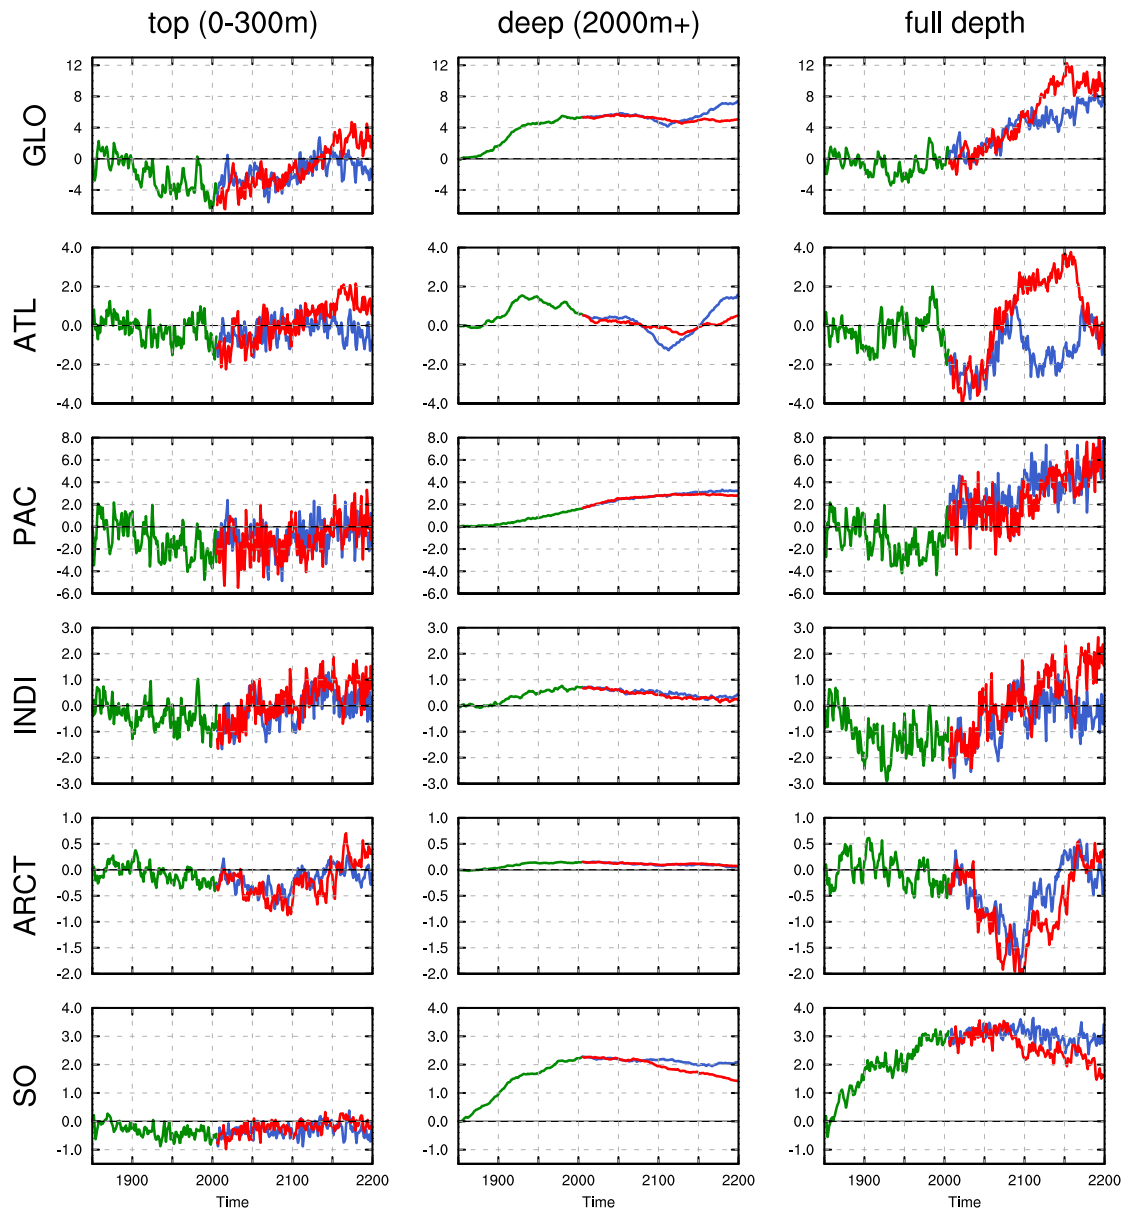 top (0-300m) deep (2000m+) full depth
GLO
12 12
8 8 8
4 4 4
0 0 0
-4 -4 -4
ATL
4.0 4.0 4.0
2.0 2.0 2.0
0.0 0.0 0.0
-2.0 -2.0 -2.0
-4.0 -4.0 -4.0
PAC
8.0 8.0 8.0
6.0 6.0 6.0
4.0 4.0 4.0
2.0 2.0 2.0
0.0 0.0 0.0
-2.0 -2.0 -2.0
-4.0 -4.0 -4.0
-6.0 -6.0 -6.0
INDI
3.0 3.0 3.0
2.0 2.0 2.0
1.0 1.0 1.0
0.0 0.0 0.0
-1.0 -1.0 -1.0
-2.0 -2.0 -2.0
-3.0 -3.0 -3.0
ARCT
1.0 1.0 1.0
0.5 0.5 0.5
0.0 0.0 0.0
-0.5 -0.5 -0.5
-1.0 -1.0 -1.0
-1.5 -1.5 -1.5
-2.0 -2.0 -2.0
SO
4.0 4.0 4.0
3.0 3.0 3.0
2.0 2.0 2.0
1.0 1.0 1.0
0.0 0.0 0.0
-1.0 -1.0 -1.0
1900 2000 2100 2200 1900 2000 2100 2200 1900 2000 2100 2200
Time Time Time